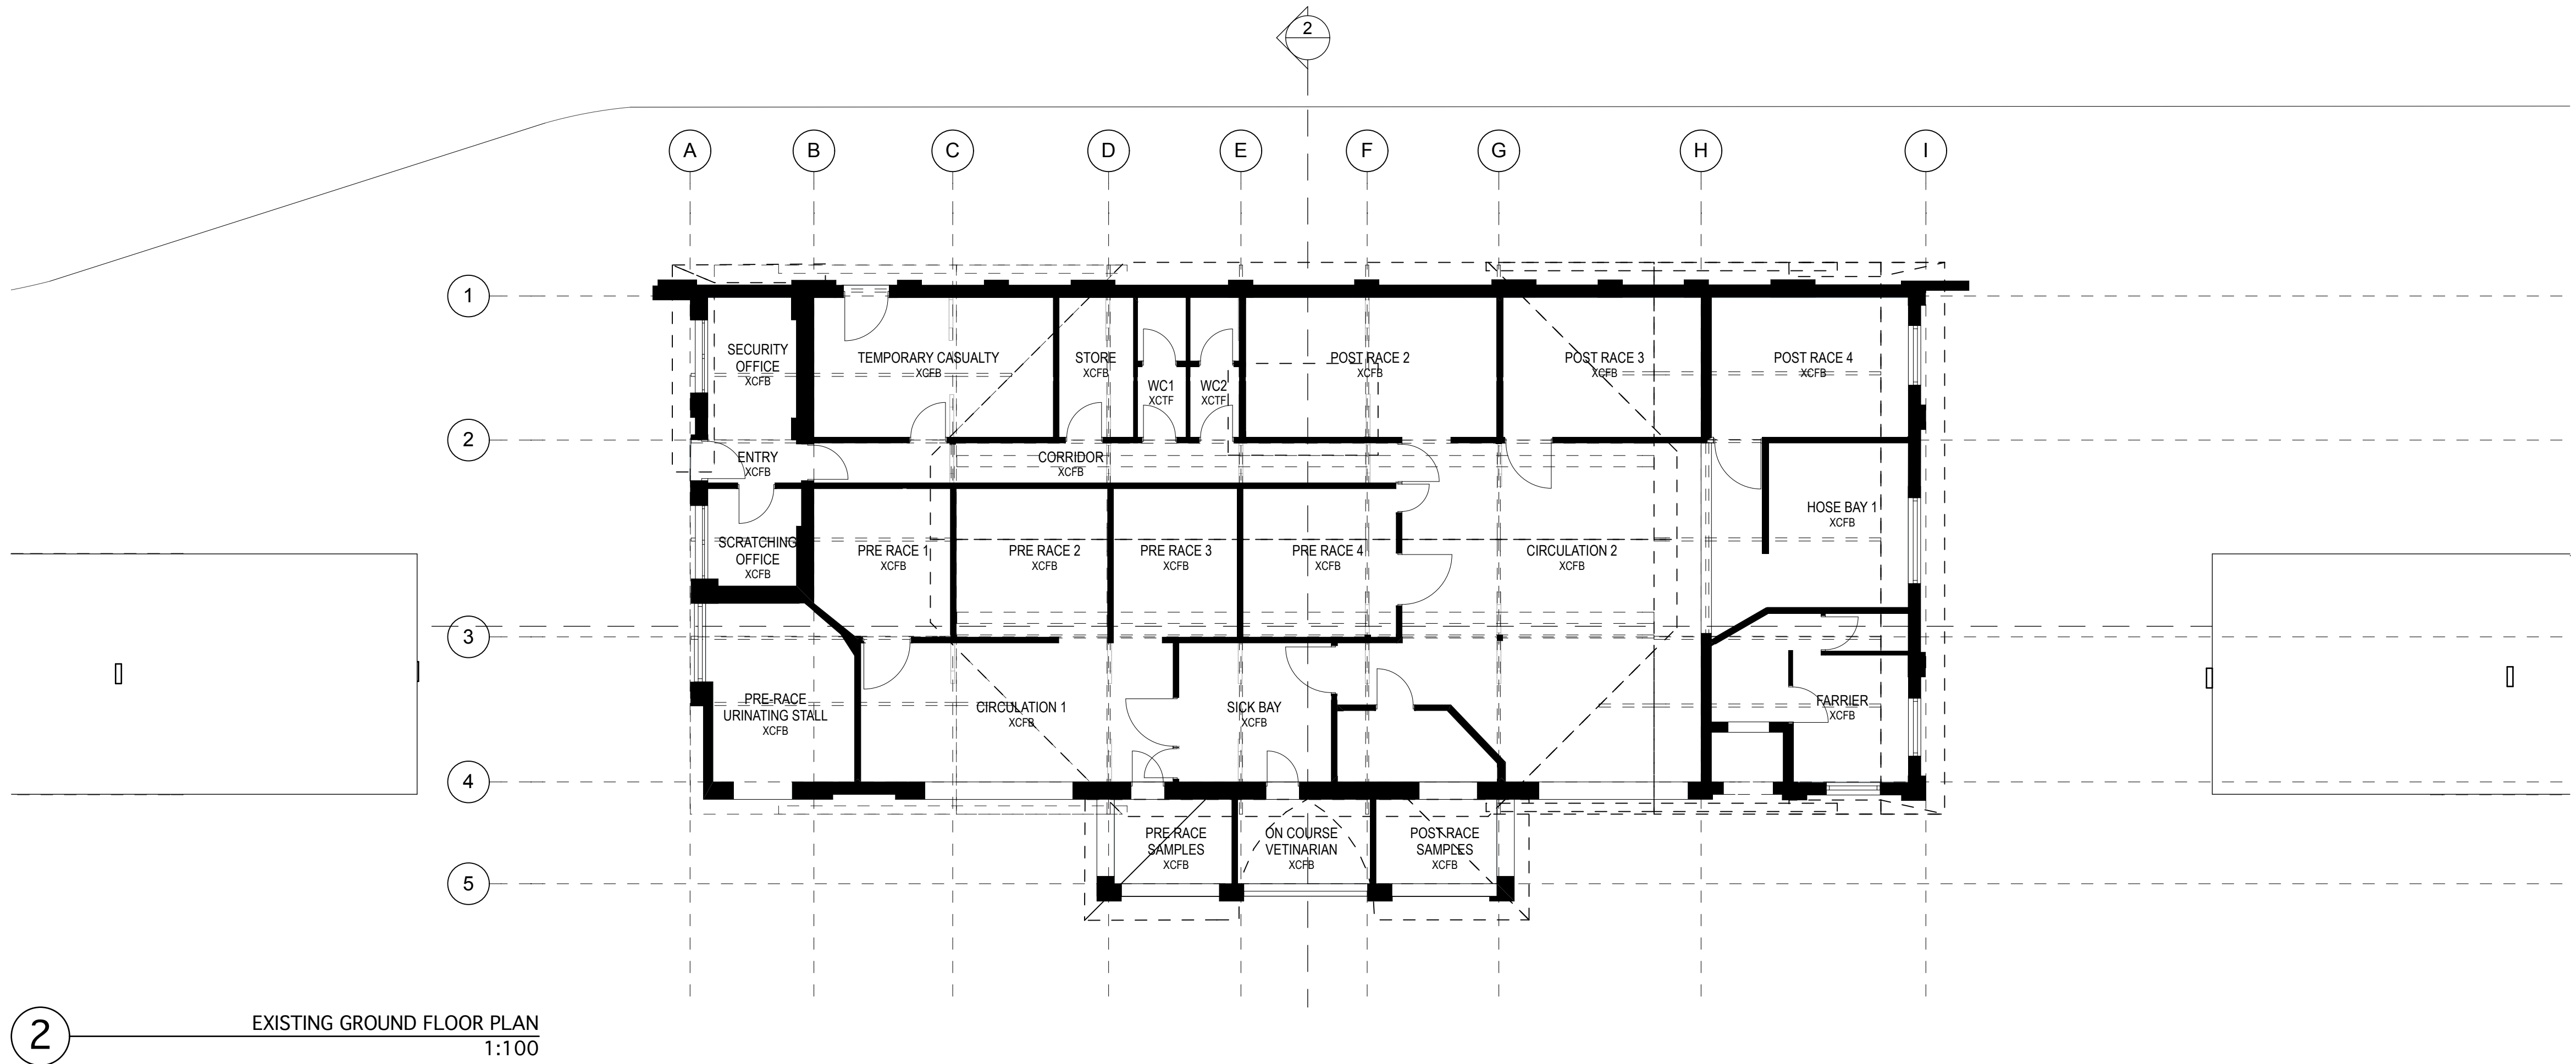 2
A
B
C
D
E
F
G
H
I
1
SECURITY
OFFICE
XCFB
TEMPORARY CASUALTY
XCFB
STORE
XCFB
WC1
XCTF
WC2
XCTF
POST RACE 2
XCFB
POST RACE 3
XCFB
POST RACE 4
XCFB
2
ENTRY
XCFB
CORRIDOR
XCFB
HOSE BAY 1
XCFB
SCRATCHING
OFFICE
XCFB
PRE RACE 1
XCFB
PRE RACE 2
XCFB
PRE RACE 3
XCFB
PRE RACE 4
XCFB
CIRCULATION 2
XCFB
3
PRE-RACE
URINATING STALL
XCFB
CIRCULATION 1
XCFB
SICK BAY
XCFB
FARRIER
XCFB
4
PRE RACE
SAMPLES
XCFB
ON COURSE
VETINARIAN
XCFB
POST RACE
SAMPLES
XCFB
5
2
EXISTING GROUND FLOOR PLAN
1:100